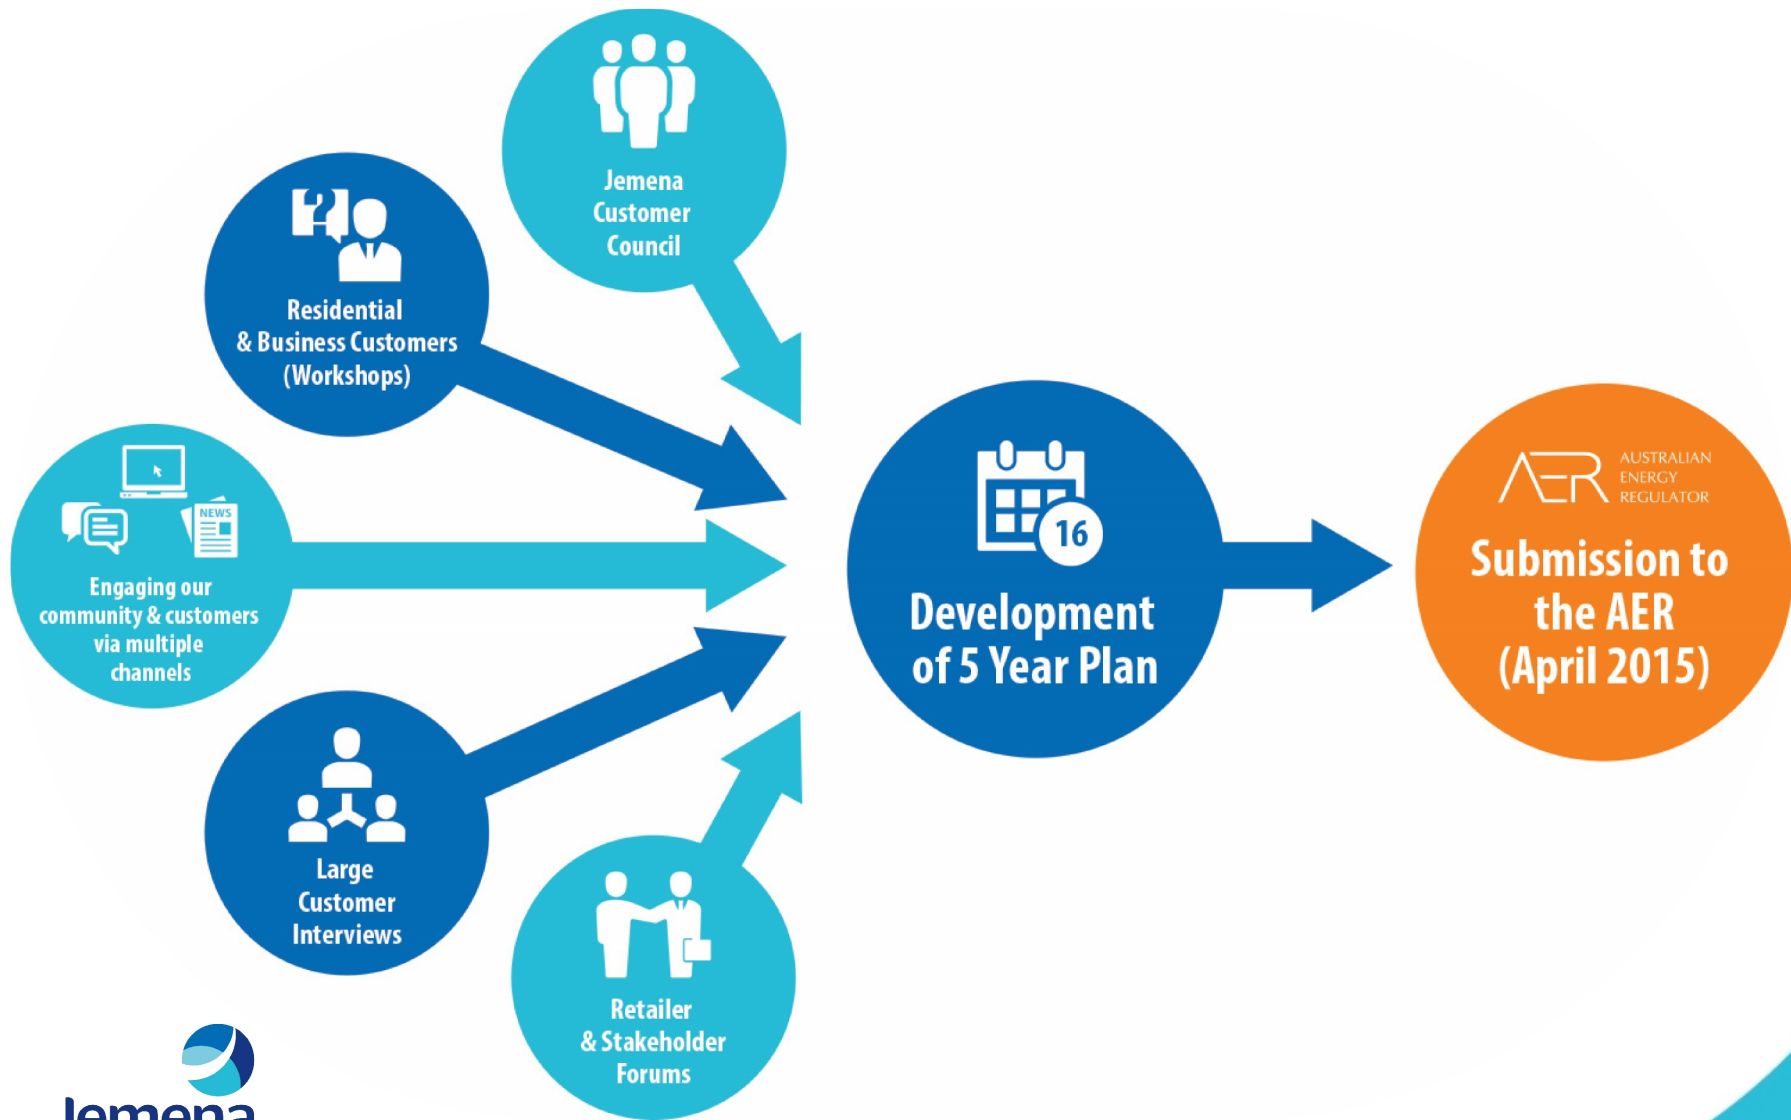 Jemena
Customer
Council
Residential
& Business Customers
(Workshops)
NEWS
Engaging our
community & customers
via multiple
channels
Large
Customer
Interviews
Retailer
& Stakeholder
Forums
16
Development
of 5 Year Plan
AER
AUSTRALIAN
ENERGY
REGULATOR
Submission to
the AER
(April 2015)
Jemena